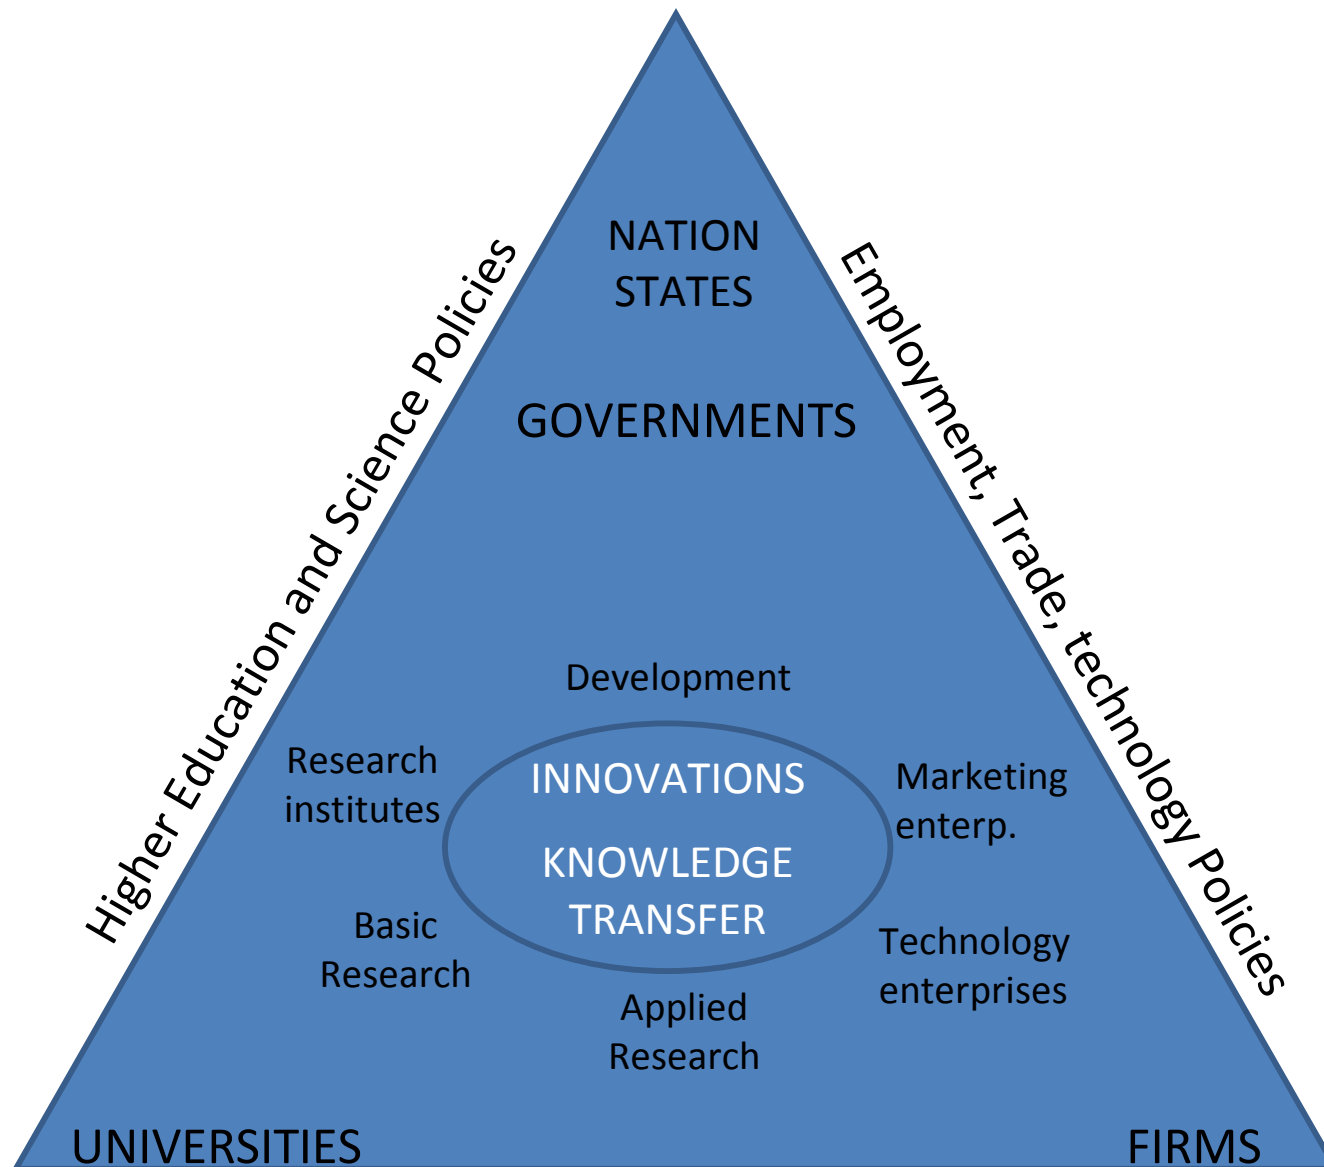 NATION
STATES
GOVERNMENTS
Higher Education and Science Policies
Employment, Trade, technology Policies
Development
Research
institutes
INNOVATIONS
KNOWLEDGE
TRANSFER
Marketing
enterp.
Basic
Research
Technology
enterprises
Applied
Research
UNIVERSITIES
FIRMS